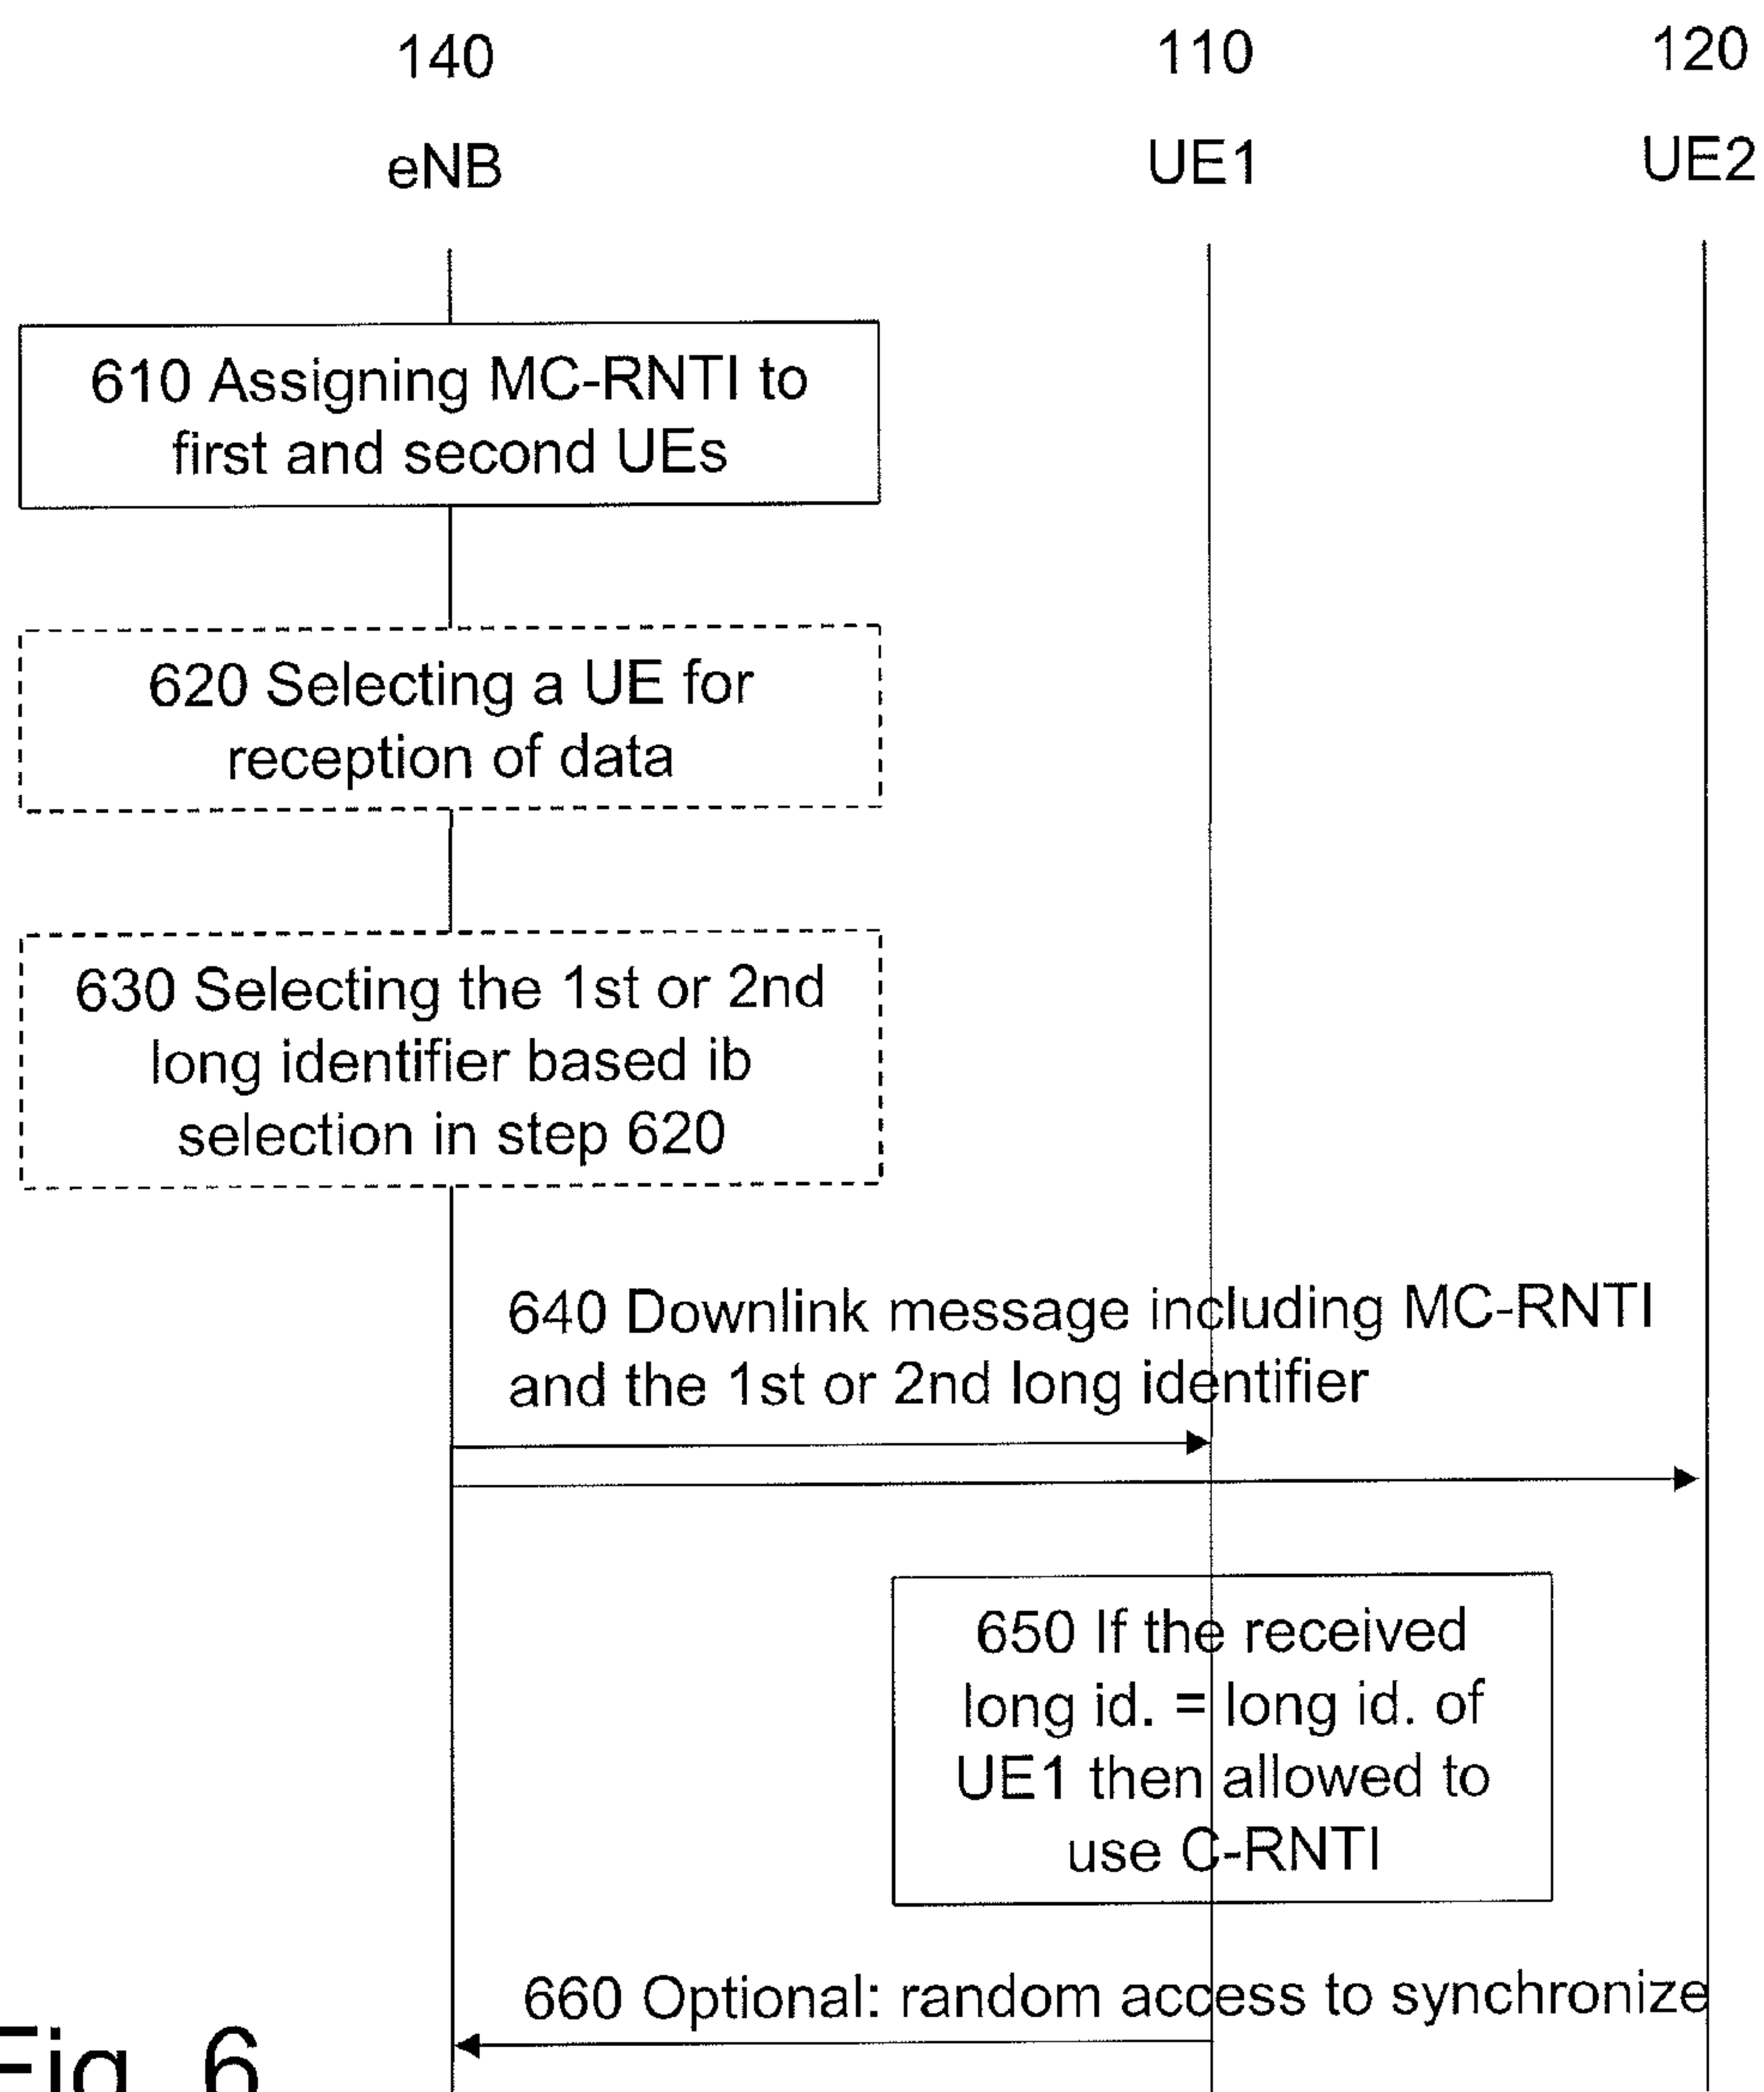 140
110
120
eNB
UE1
UE2
610 Assigning MC-RNTI to
first and second UEs
620 Selecting a UE for
reception of data
630 Selecting the 1st or 2nd
long identifier based ib
selection in step 620
640 Downlink message including MC-RNTI
and the 1st or 2nd long identifier
650 If the received
long id. = long id. of
UE1 then allowed to
use C-RNTI
660 Optional: random access to synchronize
Fig. 6